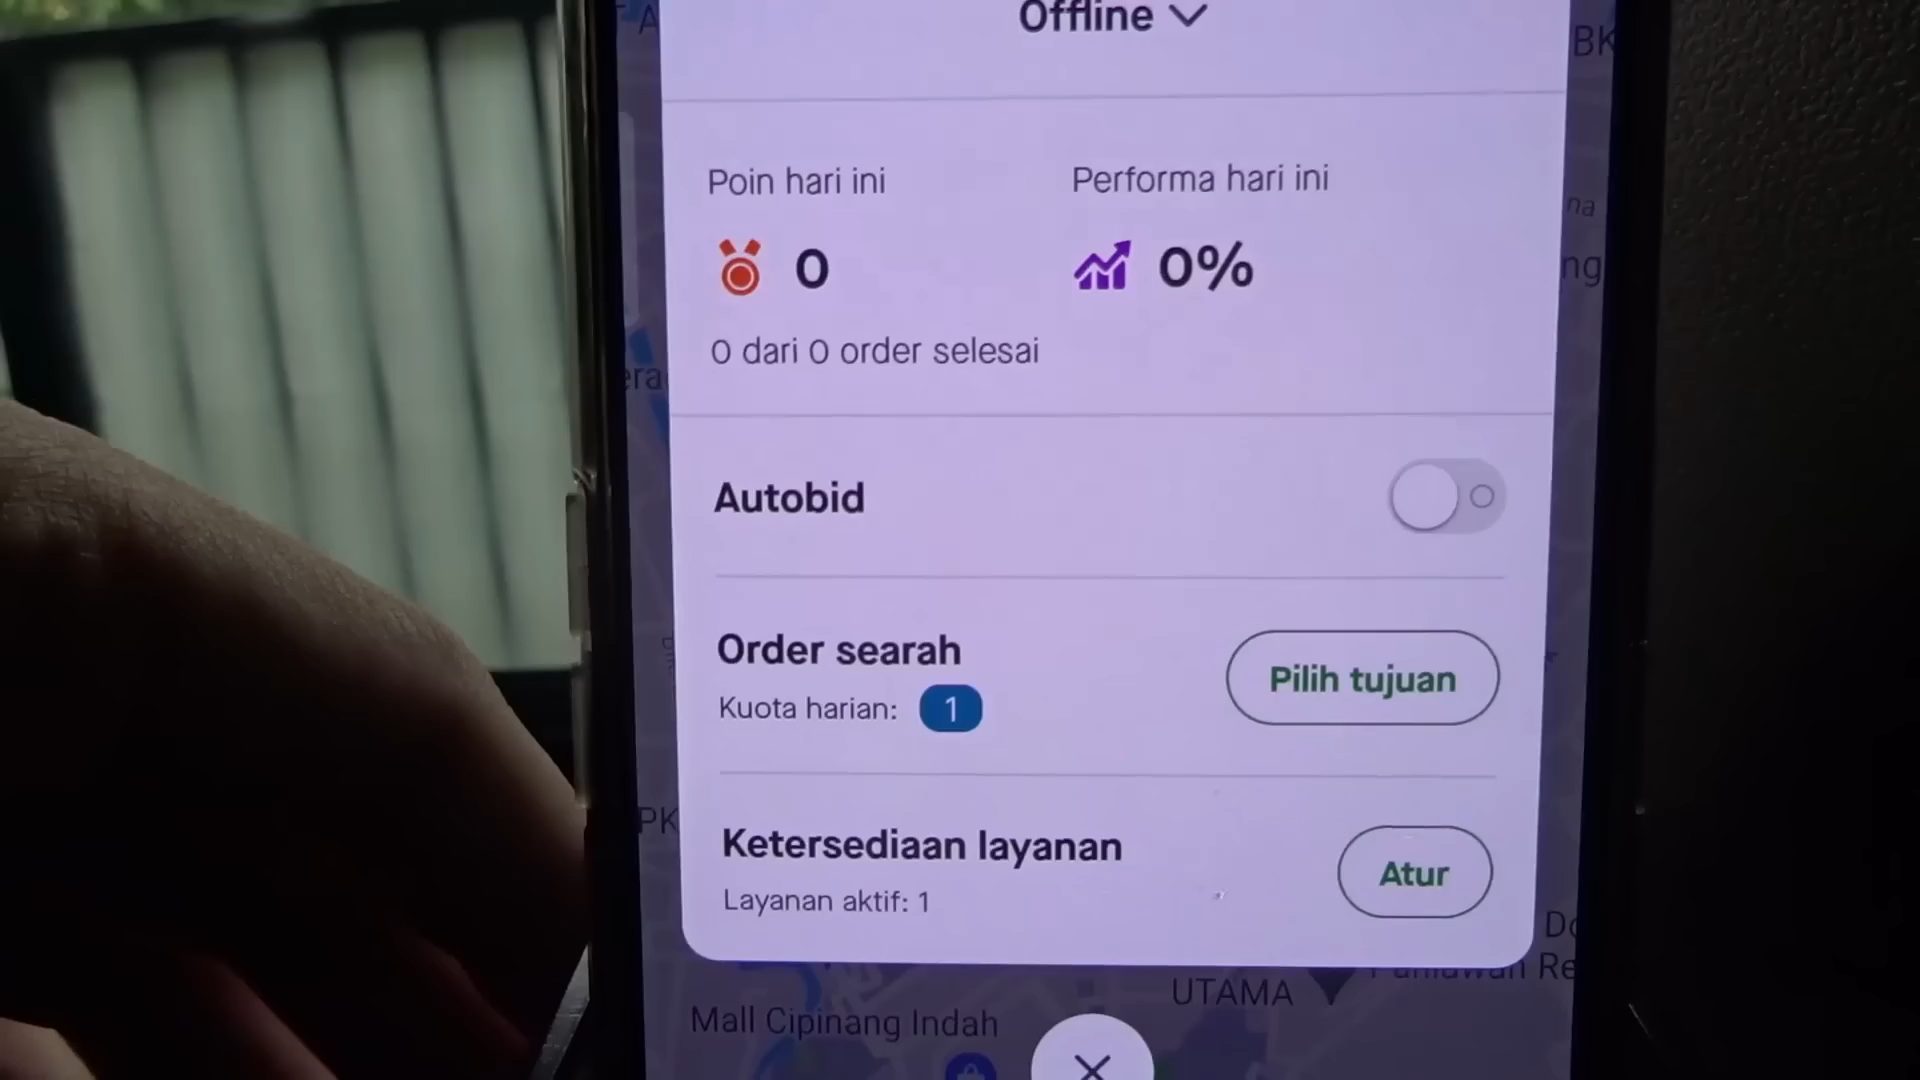 Offline
BK
Poin hari ini
Performa hari ini
0
0%
0 dari 0 order selesai
Autobid
Order searah
Kuota harian: 1
Pilih tujuan
Ketersediaan layanan
Layanan aktif: 1
Atur
UTAMA
Mall Cipinang Indah